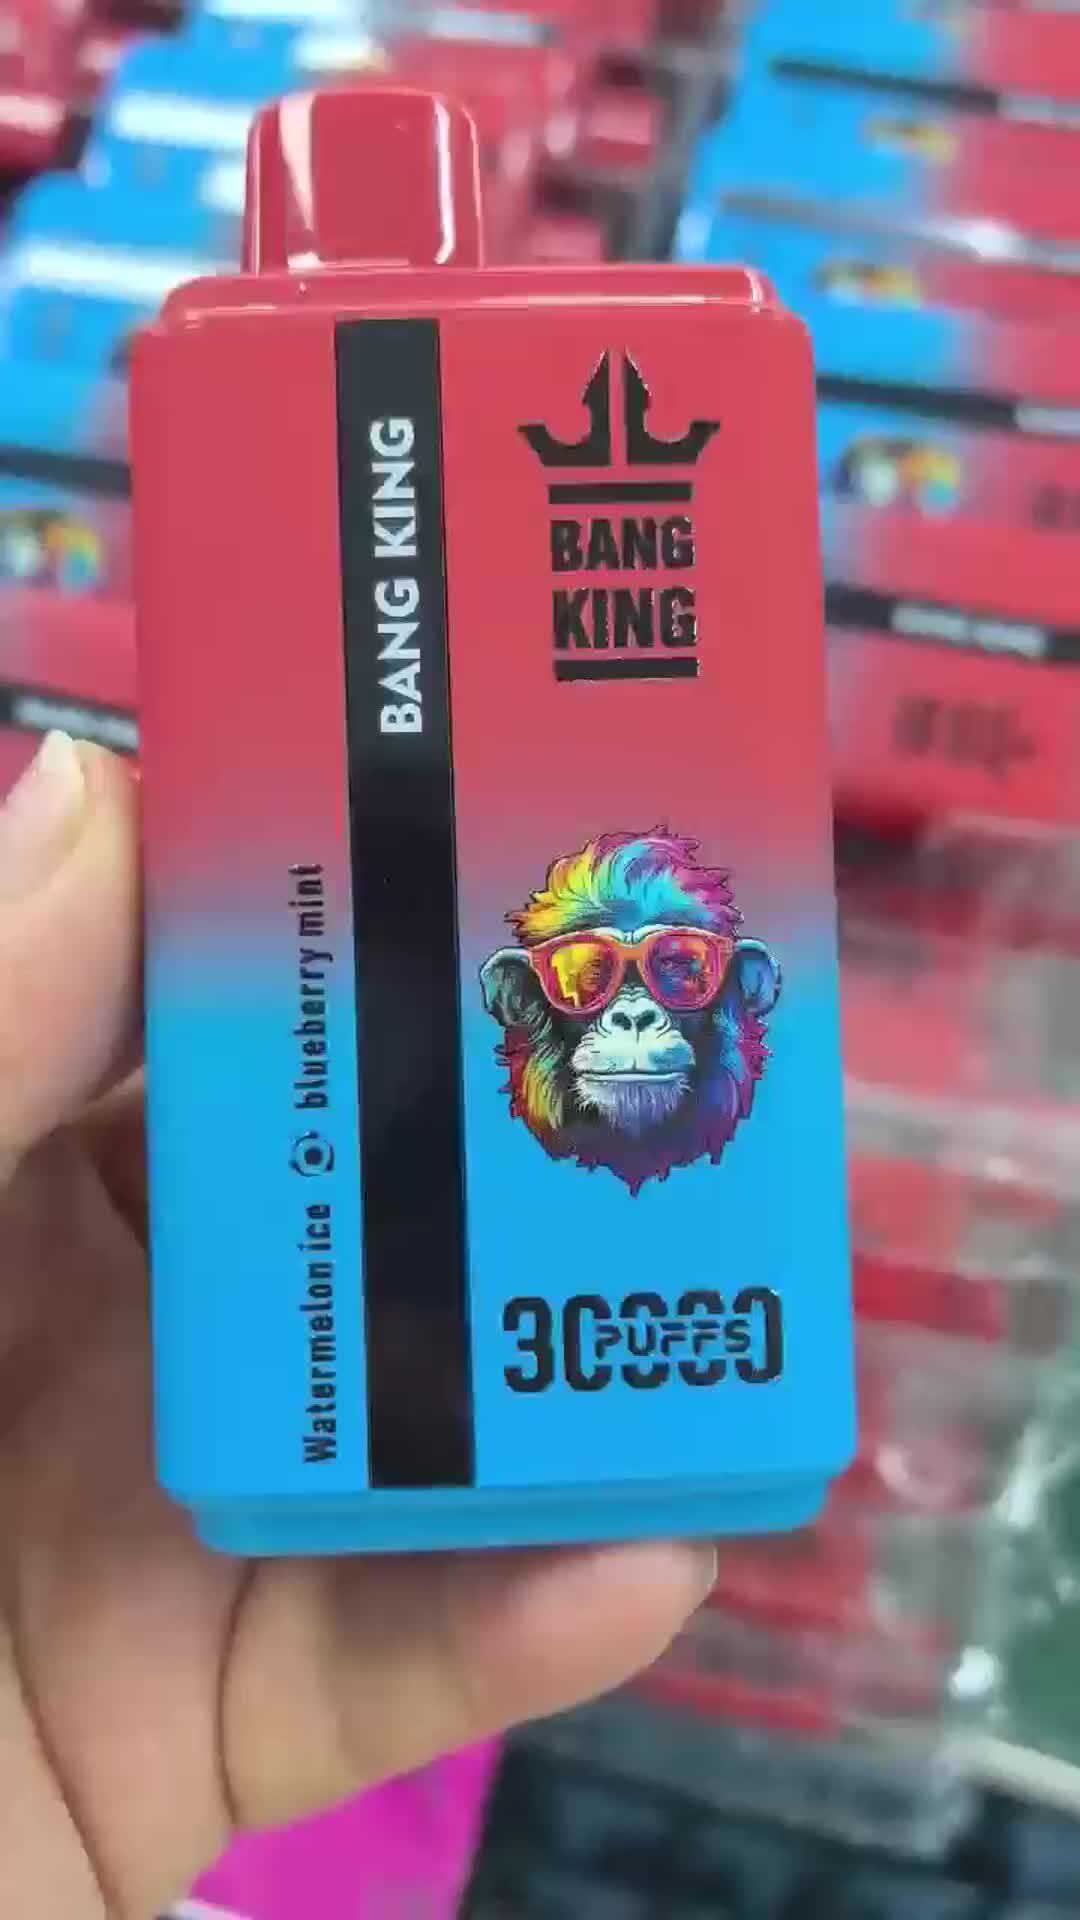 BANG KING
BANG
KING
Watermelon ice blueberry mint
30000
PUFFS